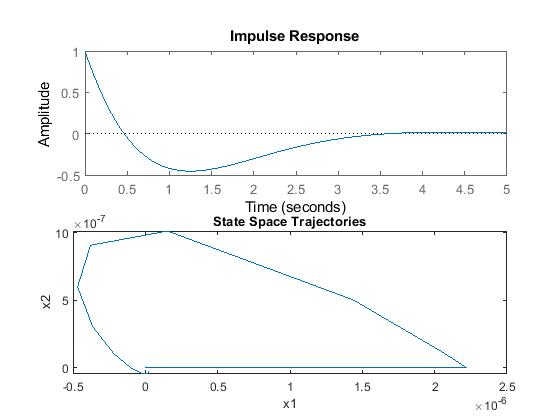 Impulse Response
1
0.5
0
-0.5
Amplitude
0 0.5 1 1.5 2 2.5 3 3.5 4 4.5 5
Time (seconds)
State Space Trajectories
×10⁻⁷
10
5
0
x2
-0.5 0 0.5 1 1.5 2 2.5
x1
×10⁻⁶